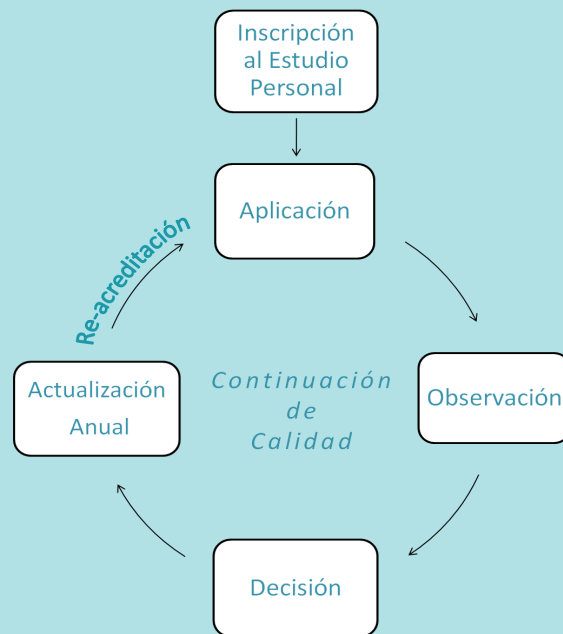 Inscripción
al Estudio
Personal
Aplicación
Re-acreditación
Observación
Continuación
de
Calidad
Actualización
Anual
Decisión